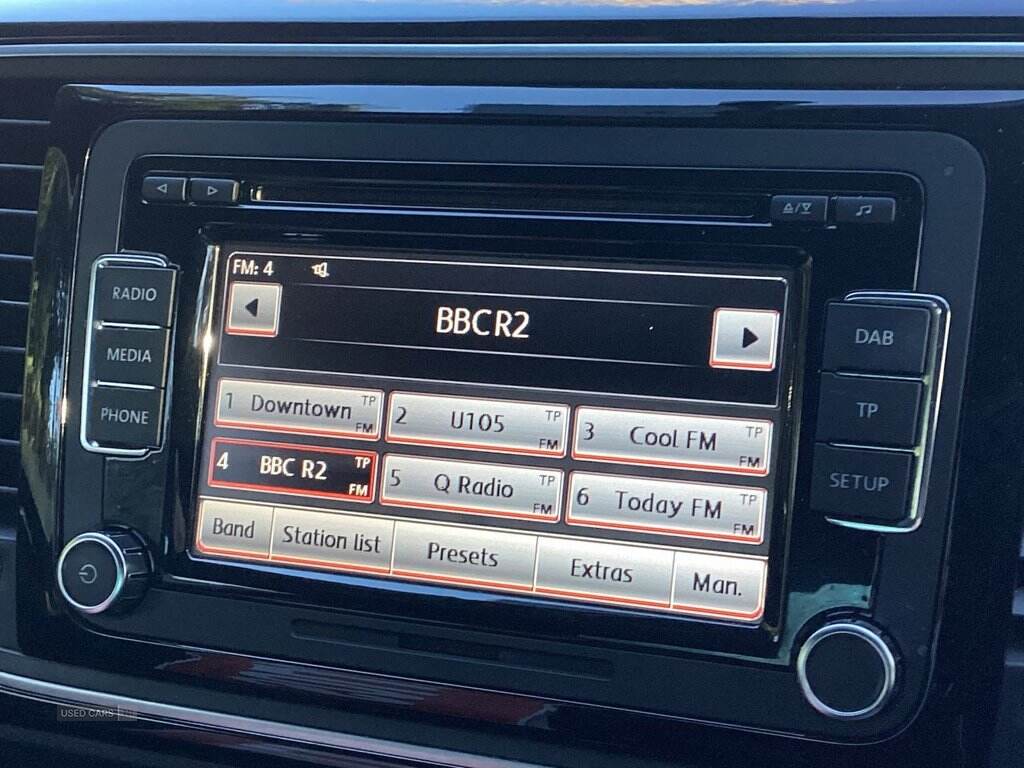 FM: 4
BBC R2
RADIO
MEDIA
PHONE
DAB
TP
SETUP
1 Downtown TP FM
2 U105 TP FM
3 Cool FM TP FM
4 BBC R2 TP FM
5 Q Radio TP FM
6 Today FM TP FM
Band Station list Presets Extras Man.
USED CARS NI